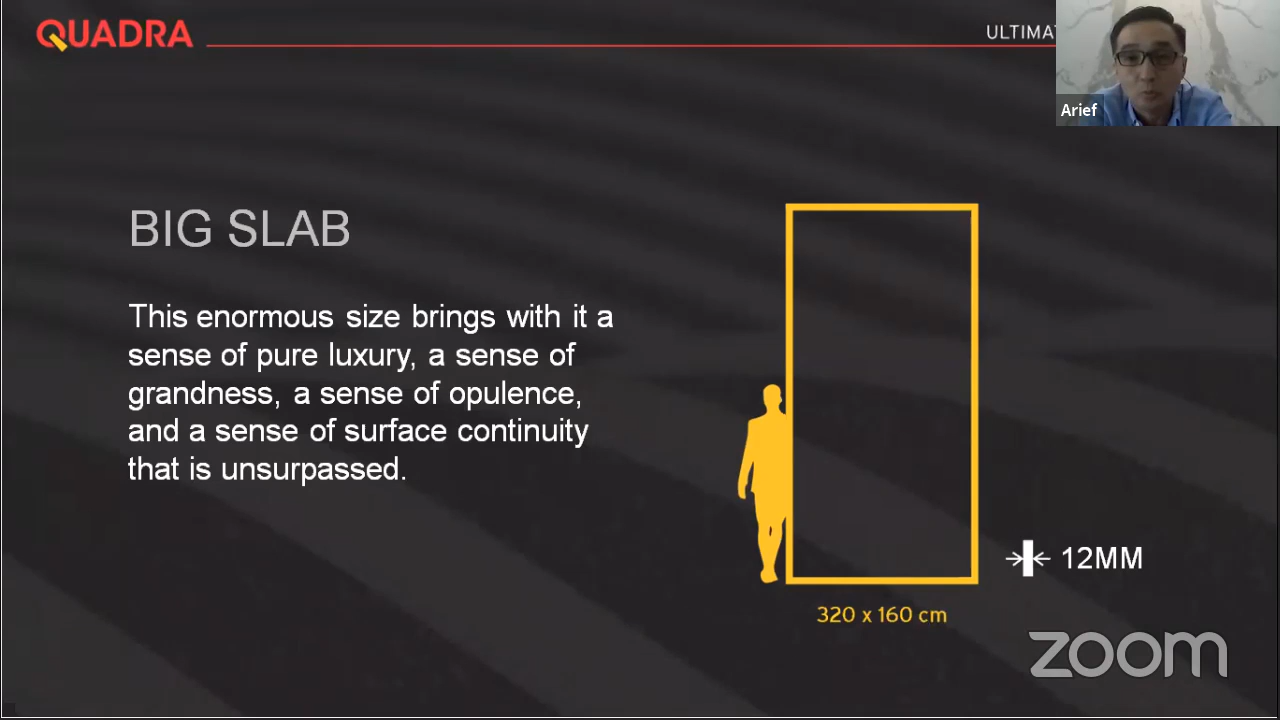 QUADRA
ULTIMA
Arief
BIG SLAB
This enormous size brings with it a
sense of pure luxury, a sense of
grandness, a sense of opulence,
and a sense of surface continuity
that is unsurpassed.
12MM
320 x 160 cm
zoom